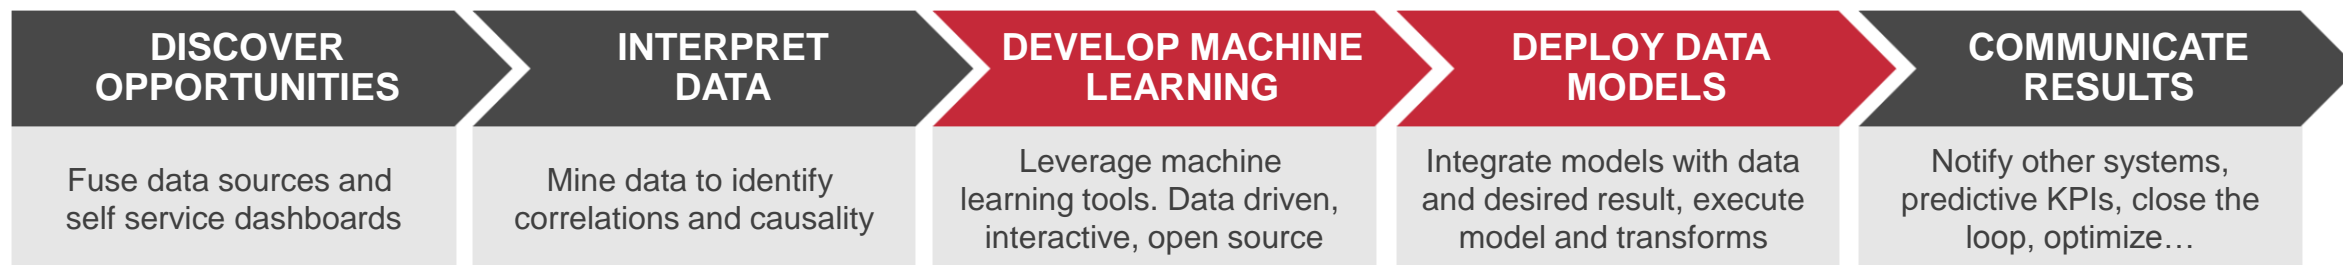 DISCOVER
OPPORTUNITIES
Fuse data sources and
self service dashboards
INTERPRET
DATA
Mine data to identify
correlations and causality
DEVELOP MACHINE
LEARNING
Leverage machine
learning tools. Data driven,
interactive, open source
DEPLOY DATA
MODELS
Integrate models with data
and desired result, execute
model and transforms
COMMUNICATE
RESULTS
Notify other systems,
predictive KPIs, close the
loop, optimize…